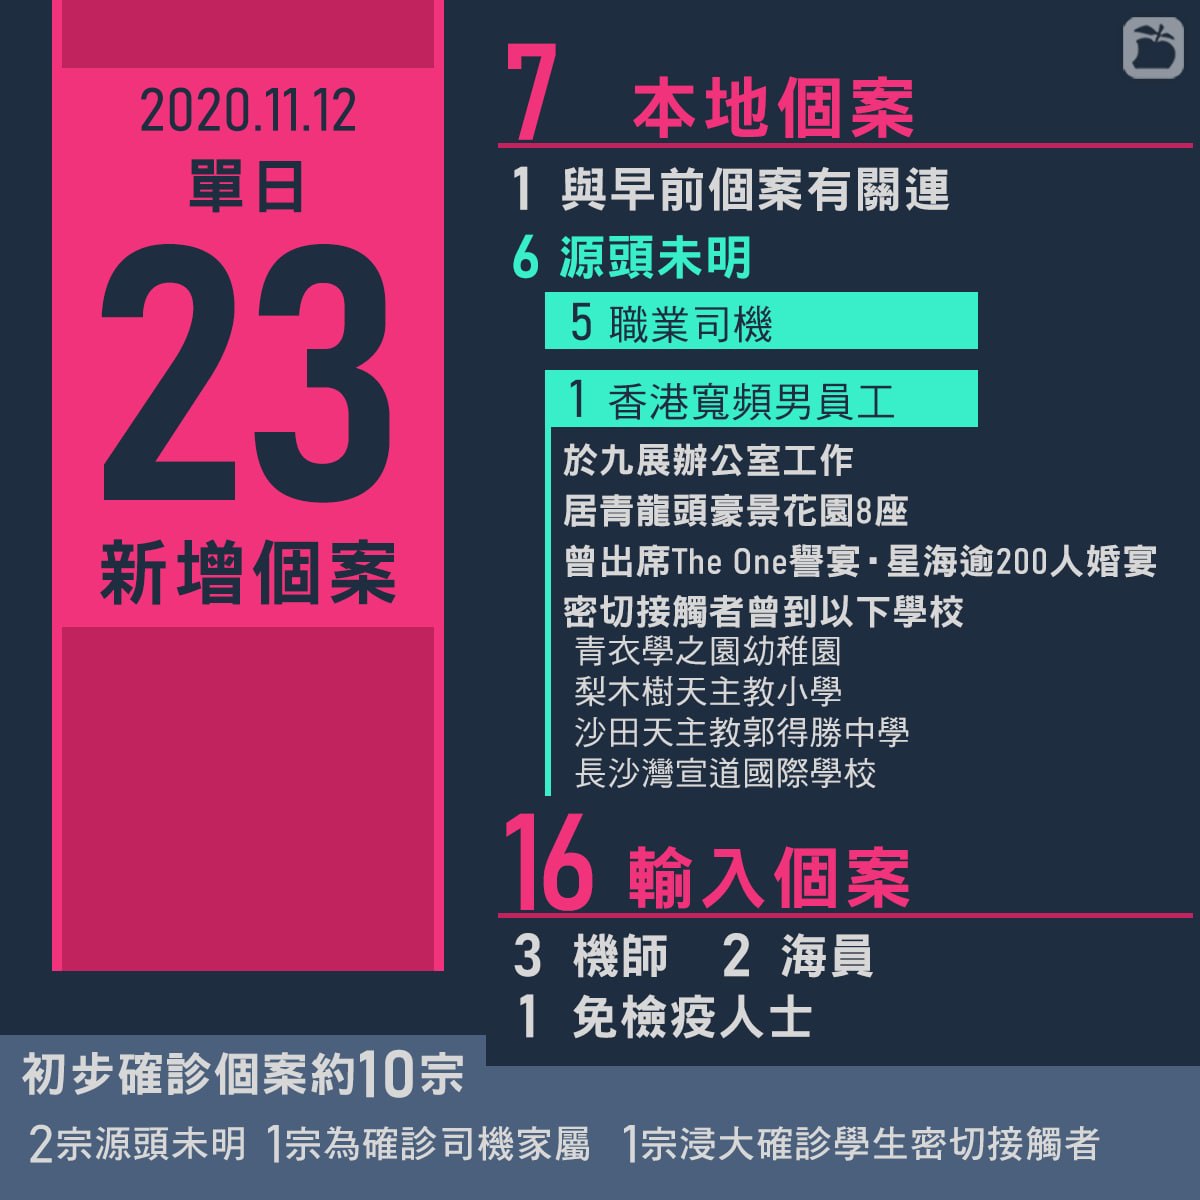 2020.11.12
單日
23
新增個案
7 本地個案
1 與早前個案有關連
6 源頭未明
5 職業司機
1 香港寬頻男員工
於九展辦公室工作
居青龍頭豪景花園8座
曾出席The One譽宴·星海逾200人婚宴
密切接觸者曾到以下學校
青衣學之園幼稚園
梨木樹天主教小學
沙田天主教郭得勝中學
長沙灣宣道國際學校
16 輸入個案
3 機師 2 海員
1 免檢疫人士
初步確診個案約10宗
2宗源頭未明 1宗為確診司機家屬 1宗浸大確診學生密切接觸者